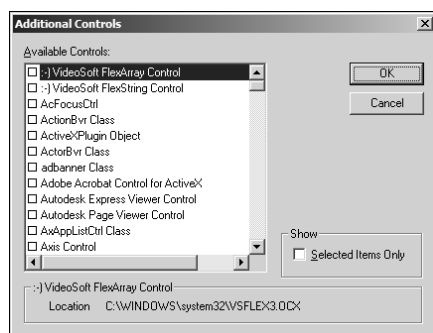 Additional Controls
Available Controls:
:-) VideoSoft FlexArray Control
:-) VideoSoft FlexString Control
AcFocusCtrl
ActionBvr Class
ActiveXPlugin Object
ActorBvr Class
adbanner Class
Adobe Acrobat Control for ActiveX
Autodesk Express Viewer Control
Autodesk Page Viewer Control
AxAppListCtrl Class
Axis Control
OK
Cancel
Show
Selected Items Only
:-) VideoSoft FlexArray Control
Location C:\WINDOWS\system32\VSFLEX3.OCX